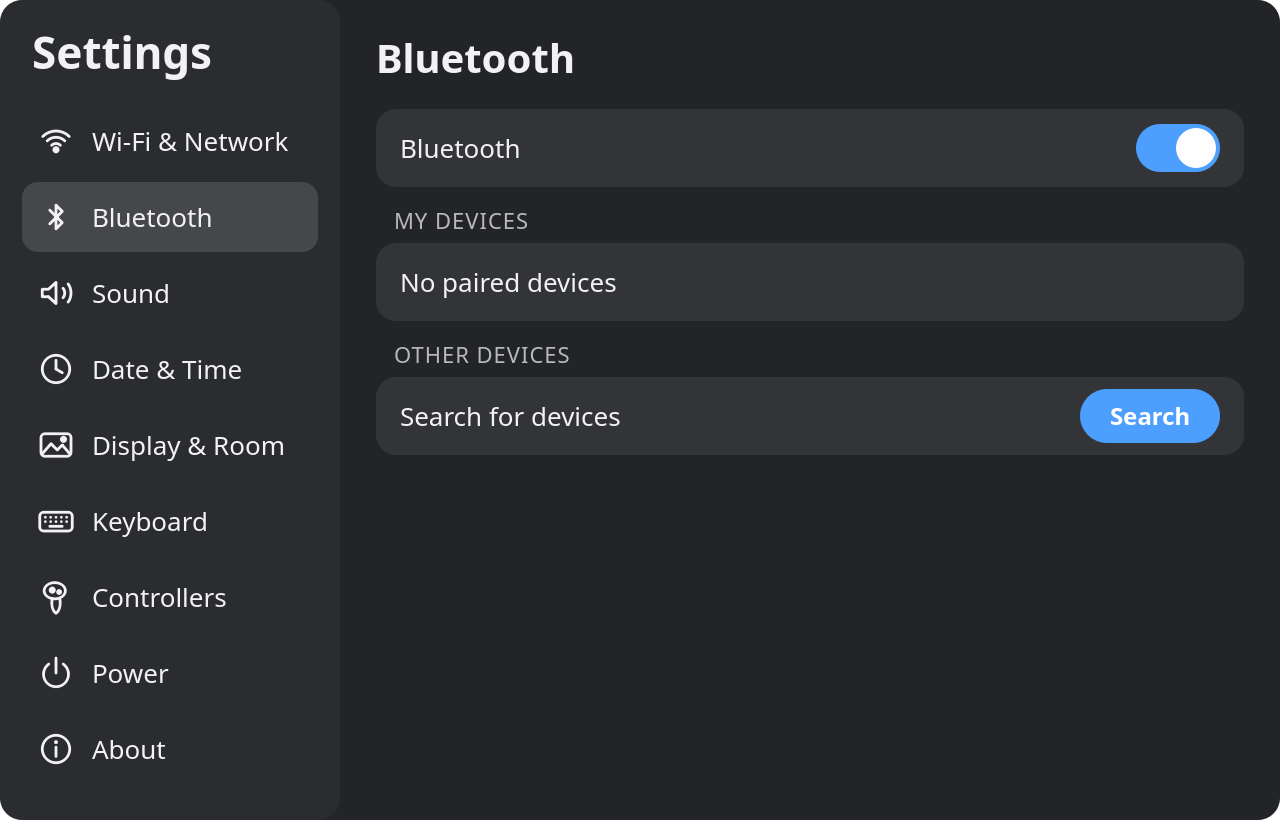 Settings
Wi-Fi & Network
Bluetooth
Sound
Date & Time
Display & Room
Keyboard
Controllers
Power
About
Bluetooth
Bluetooth
MY DEVICES
No paired devices
OTHER DEVICES
Search for devices
Search